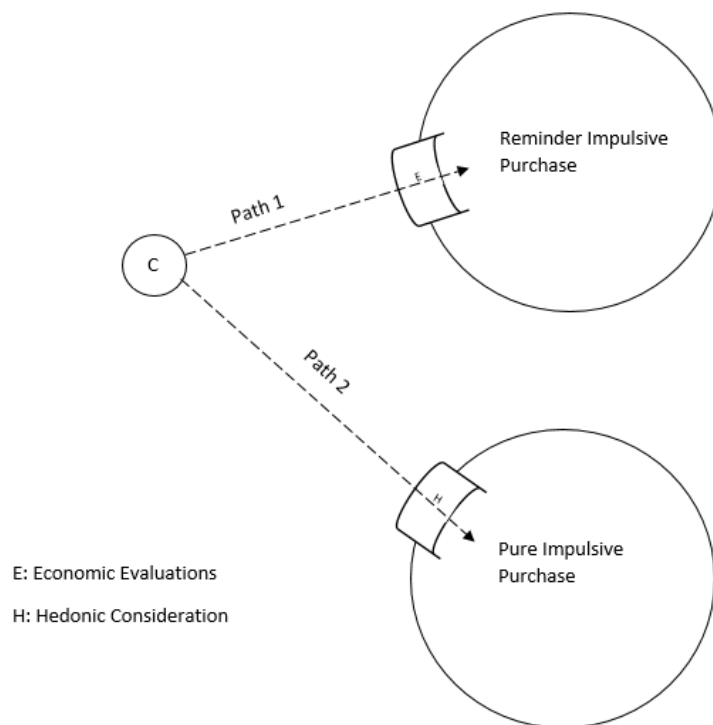 Reminder Impulsive
Purchase
E
Path 1
C
Path 2
H
Pure Impulsive
Purchase
E: Economic Evaluations
H: Hedonic Consideration